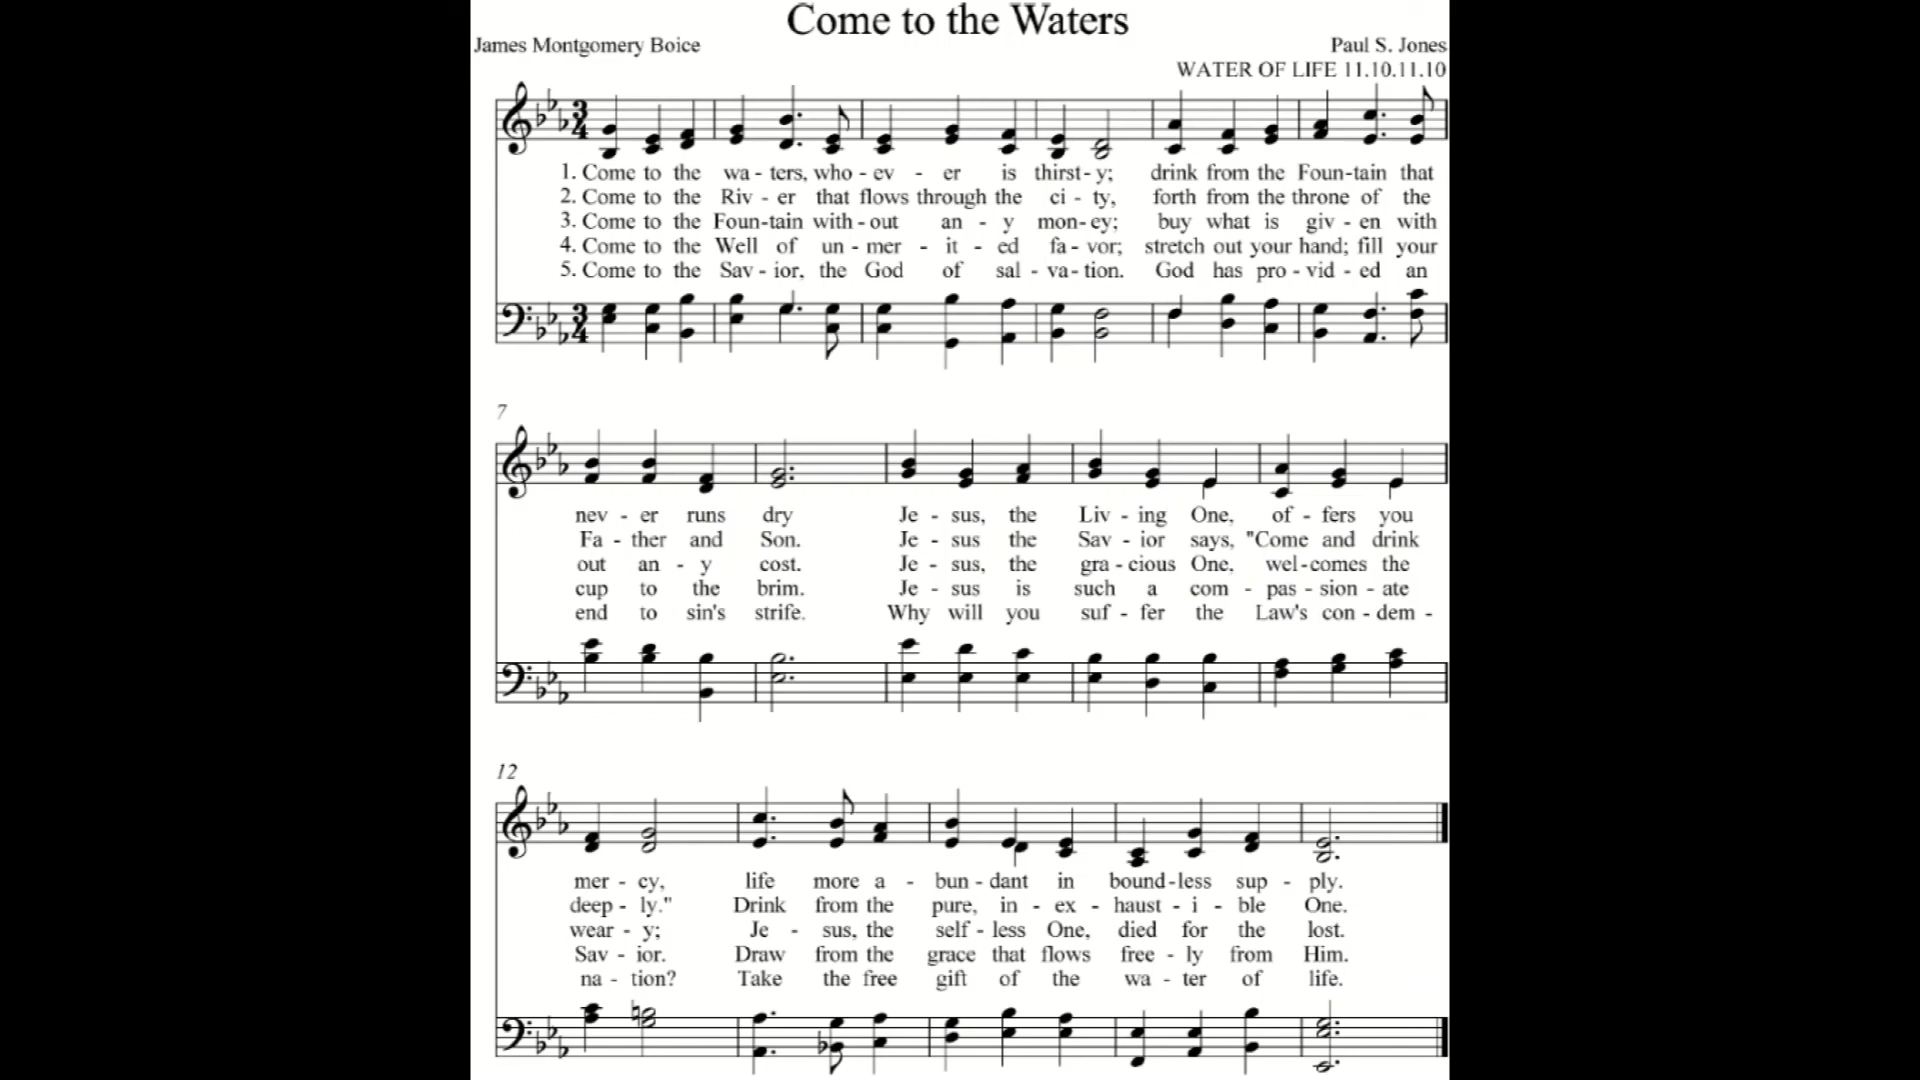 Come to the Waters
James Montgomery Boice Paul S. Jones
WATER OF LIFE 11.10.11.10
1. Come to the wa - ters, who - ev - er is thirst - y; drink from the Foun - tain that
2. Come to the Riv - er that flows through the ci - ty, forth from the throne of the
3. Come to the Foun - tain with - out an - y mon - ey; buy what is giv - en with
4. Come to the Well of un - mer - it - ed fa - vor; stretch out your hand; fill your
5. Come to the Sav - ior, the God of sal - va - tion. God has pro - vid - ed an
7
nev - er runs dry Je - sus, the Liv - ing One, of - fers you
Fa - ther and Son. Je - sus the Sav - ior says, "Come and drink
out an - y cost. Je - sus, the gra - cious One, wel - comes the
cup to the brim. Je - sus is such a com - pas - sion - ate
end to sin's strife. Why will you suf - fer the Law's con - dem -
12
mer - cy, life more a - bun - dant in bound - less sup - ply.
deep - ly." Drink from the pure, in - ex - haust - i - ble One.
wear - y; Je - sus, the self - less One, died for the lost.
Sav - ior. Draw from the grace that flows free - ly from Him.
na - tion? Take the free gift of the wa - ter of life.